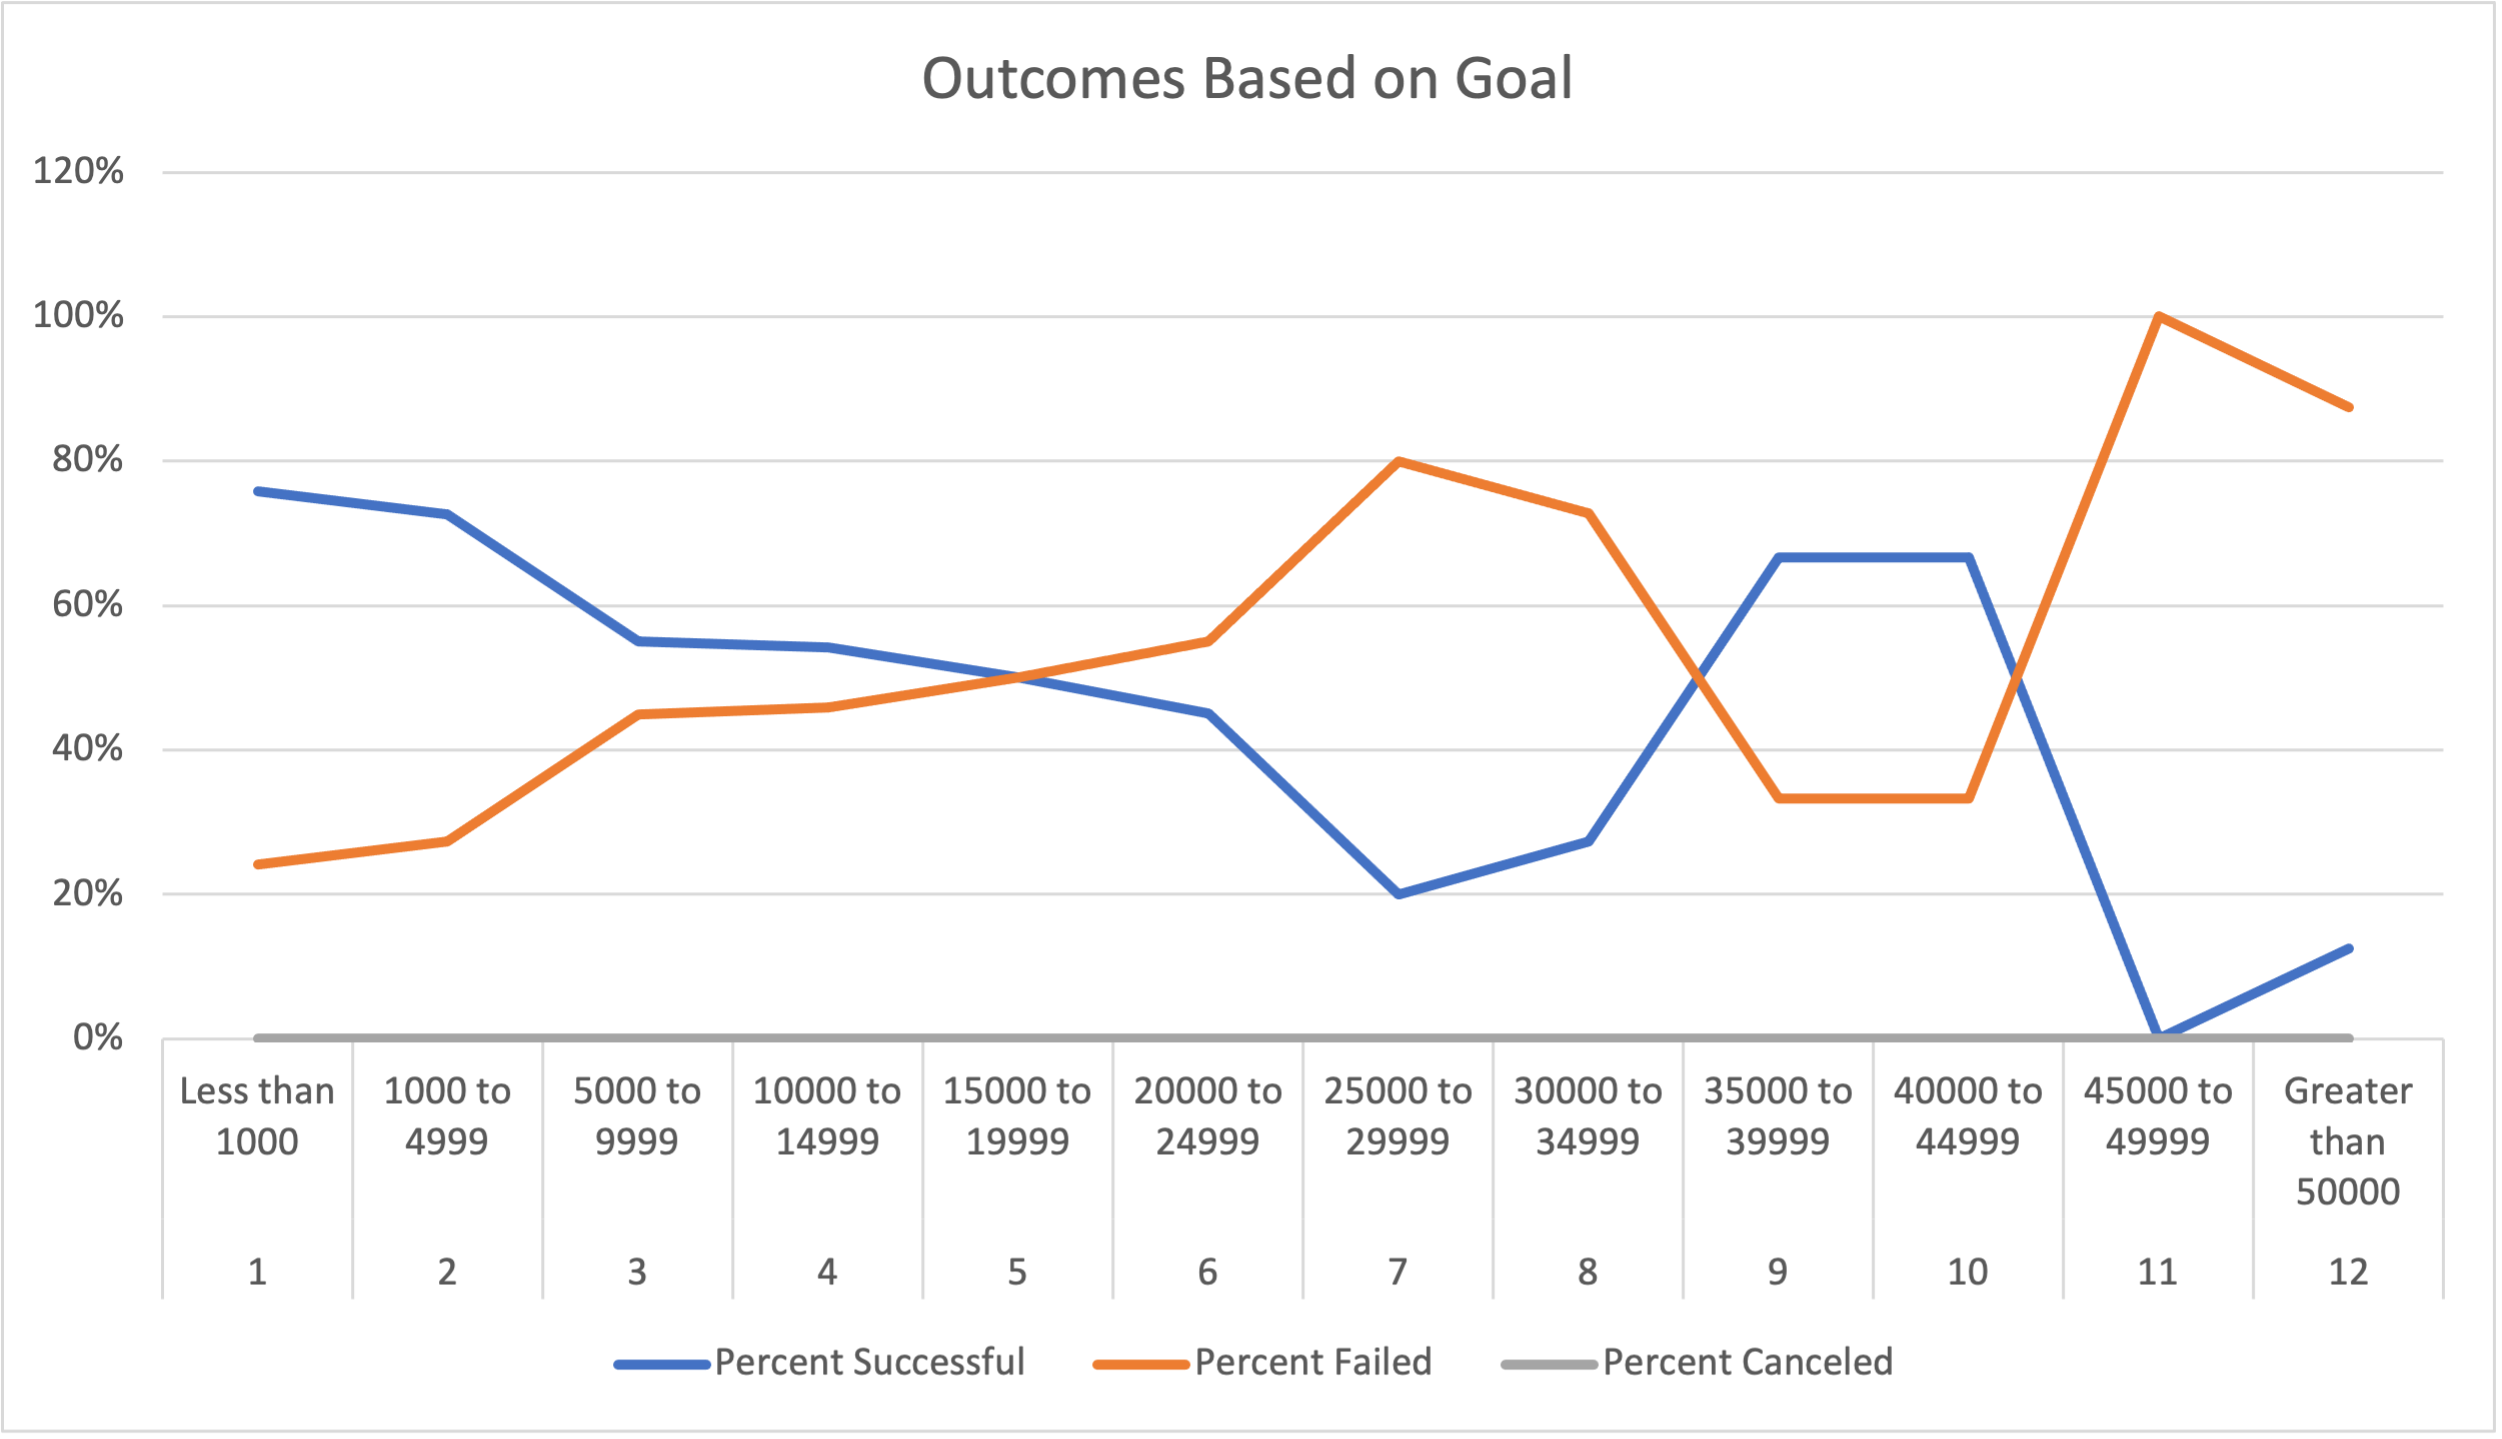 Outcomes Based on Goal
120%
100%
80%
60%
40%
20%
0%
Less than
1000
1000 to
4999
5000 to
9999
10000 to
14999
15000 to
19999
20000 to
24999
25000 to
29999
30000 to
34999
35000 to
39999
40000 to
44999
45000 to
49999
Greater
than
50000
1 2 3 4 5 6 7 8 9 10 11 12
Percent Successful Percent Failed Percent Canceled